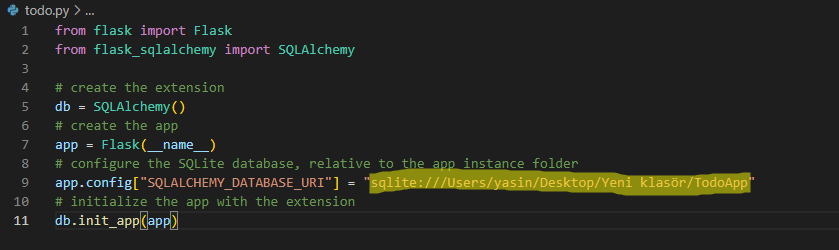 todo.py > ...
1 from flask import Flask
2 from flask_sqlalchemy import SQLAlchemy
3
4 # create the extension
5 db = SQLAlchemy()
6 # create the app
7 app = Flask(__name__)
8 # configure the SQLite database, relative to the app instance folder
9 app.config["SQLALCHEMY_DATABASE_URI"] = "sqlite:///Users/yasin/Desktop/Yeni klasör/TodoApp"
10 # initialize the app with the extension
11 db.init_app(app)